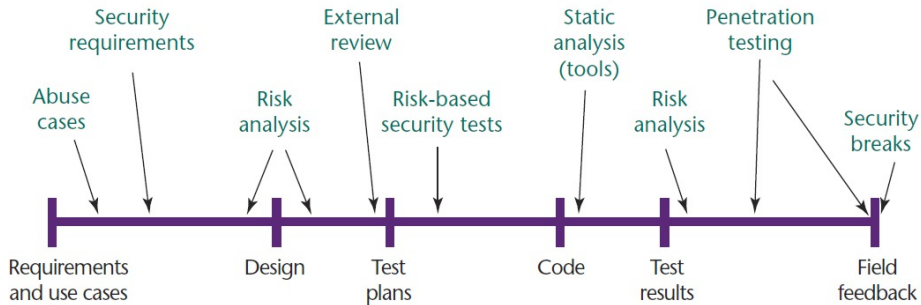 Security
requirements
External
review
Static
analysis
(tools)
Penetration
testing
Abuse
cases
Risk
analysis
Risk-based
security tests
Risk
analysis
Security
breaks
Requirements
and use cases
Design
Test
plans
Code
Test
results
Field
feedback